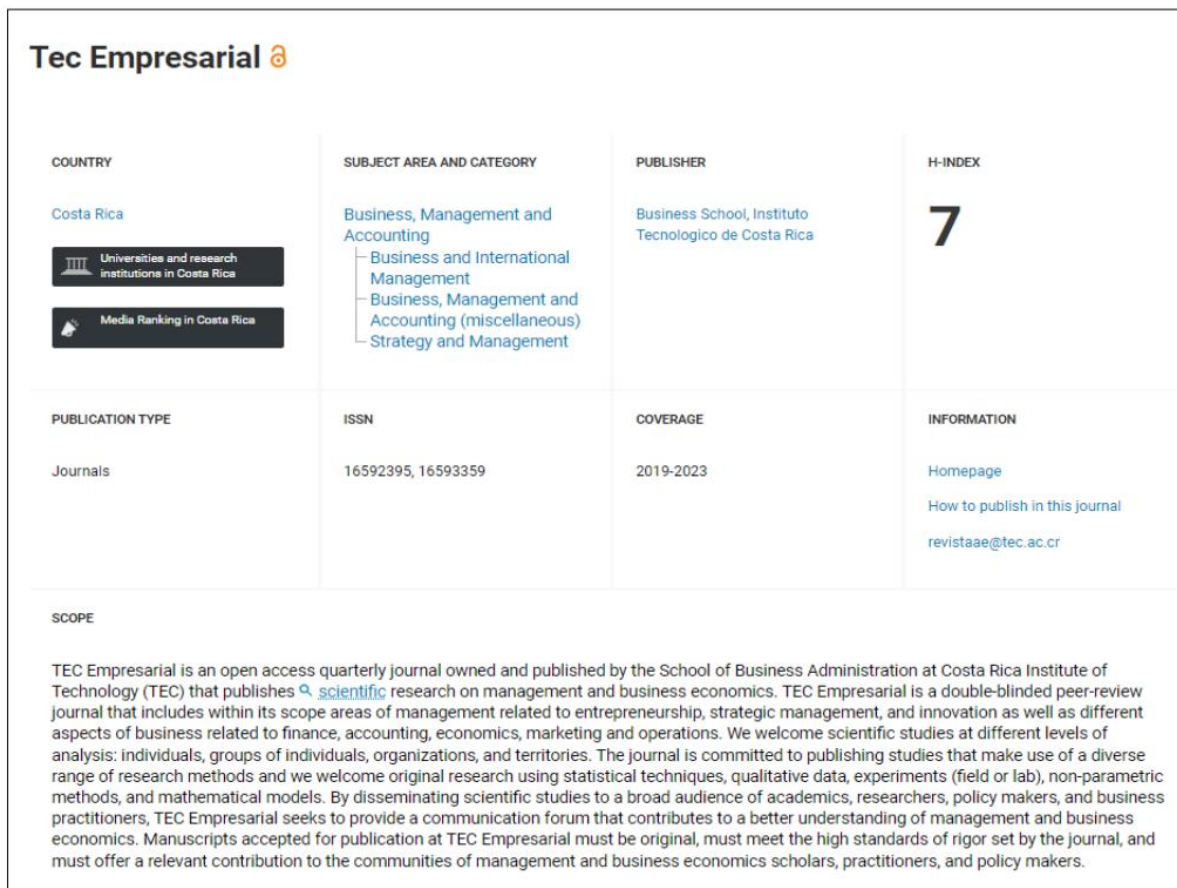 Tec Empresarial
COUNTRY
Costa Rica
Universities and research
institutions in Costa Rica
Media Ranking in Costa Rica
SUBJECT AREA AND CATEGORY
Business, Management and
Accounting
Business and International
Management
Business, Management and
Accounting (miscellaneous)
Strategy and Management
PUBLISHER
Business School, Instituto
Tecnologico de Costa Rica
H-INDEX
7
PUBLICATION TYPE
Journals
ISSN
16592395, 16593359
COVERAGE
2019-2023
INFORMATION
Homepage
How to publish in this journal
revistaae@tec.ac.cr
SCOPE
TEC Empresarial is an open access quarterly journal owned and published by the School of Business Administration at Costa Rica Institute of
Technology (TEC) that publishes scientific research on management and business economics. TEC Empresarial is a double-blinded peer-review
journal that includes within its scope areas of management related to entrepreneurship, strategic management, and innovation as well as different
aspects of business related to finance, accounting, economics, marketing and operations. We welcome scientific studies at different levels of
analysis: individuals, groups of individuals, organizations, and territories. The journal is committed to publishing studies that make use of a diverse
range of research methods and we welcome original research using statistical techniques, qualitative data, experiments (field or lab), non-parametric
methods, and mathematical models. By disseminating scientific studies to a broad audience of academics, researchers, policy makers, and business
practitioners, TEC Empresarial seeks to provide a communication forum that contributes to a better understanding of management and business
economics. Manuscripts accepted for publication at TEC Empresarial must be original, must meet the high standards of rigor set by the journal, and
must offer a relevant contribution to the communities of management and business economics scholars, practitioners, and policy makers.